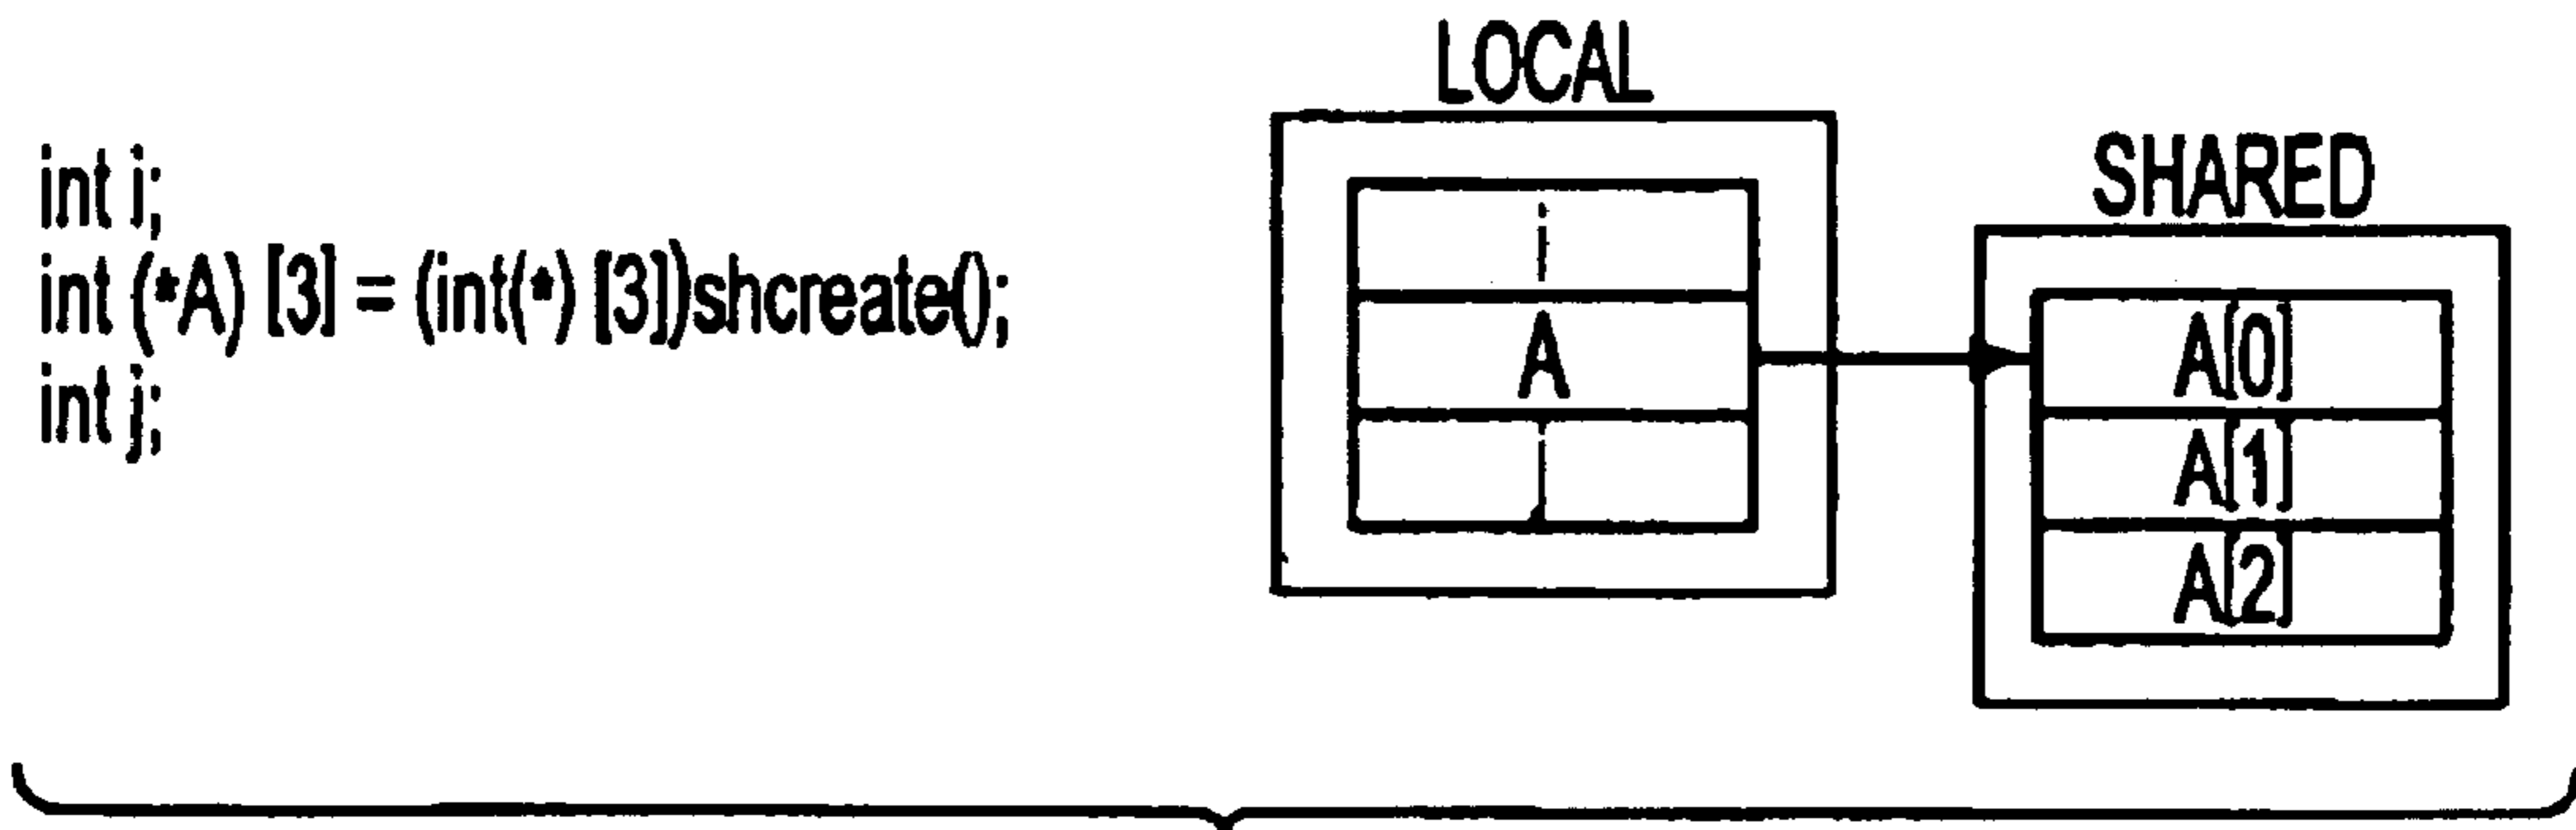 int i;
int (*A) [3] = (int(*) [3])shcreate();
int j;
LOCAL
i
A
j
SHARED
A[0]
A[1]
A[2]